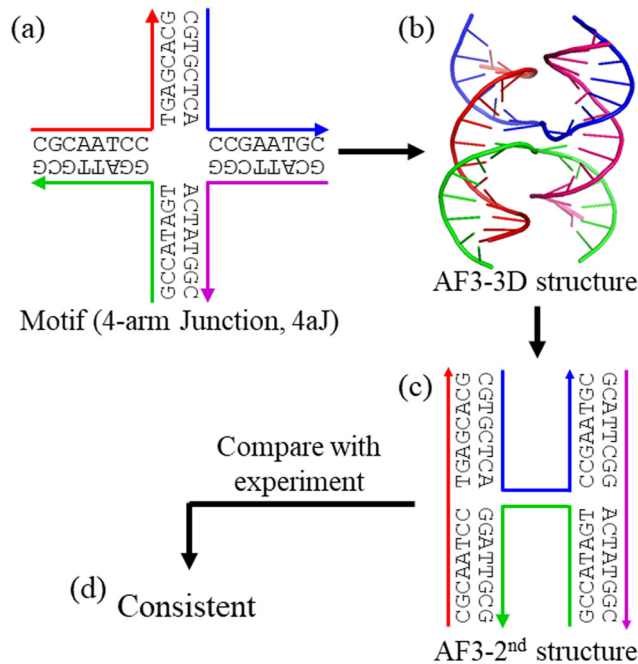 (a)
TGAGCACG
CGTGCTCA
CGCAATCC
GGATTGCG
CCGAATGC
GCATTCGG
GCCATAGT
ACTATGGC
Motif (4-arm Junction, 4aJ)
(b)
AF3-3D structure
(c)
TGAGCACG
CGTGCTCA
CCGAATGC
GCATTCGG
CGCAATCC
GGATTGCG
GCCATAGT
ACTATGGC
AF3-2nd structure
Compare with
experiment
(d)
Consistent